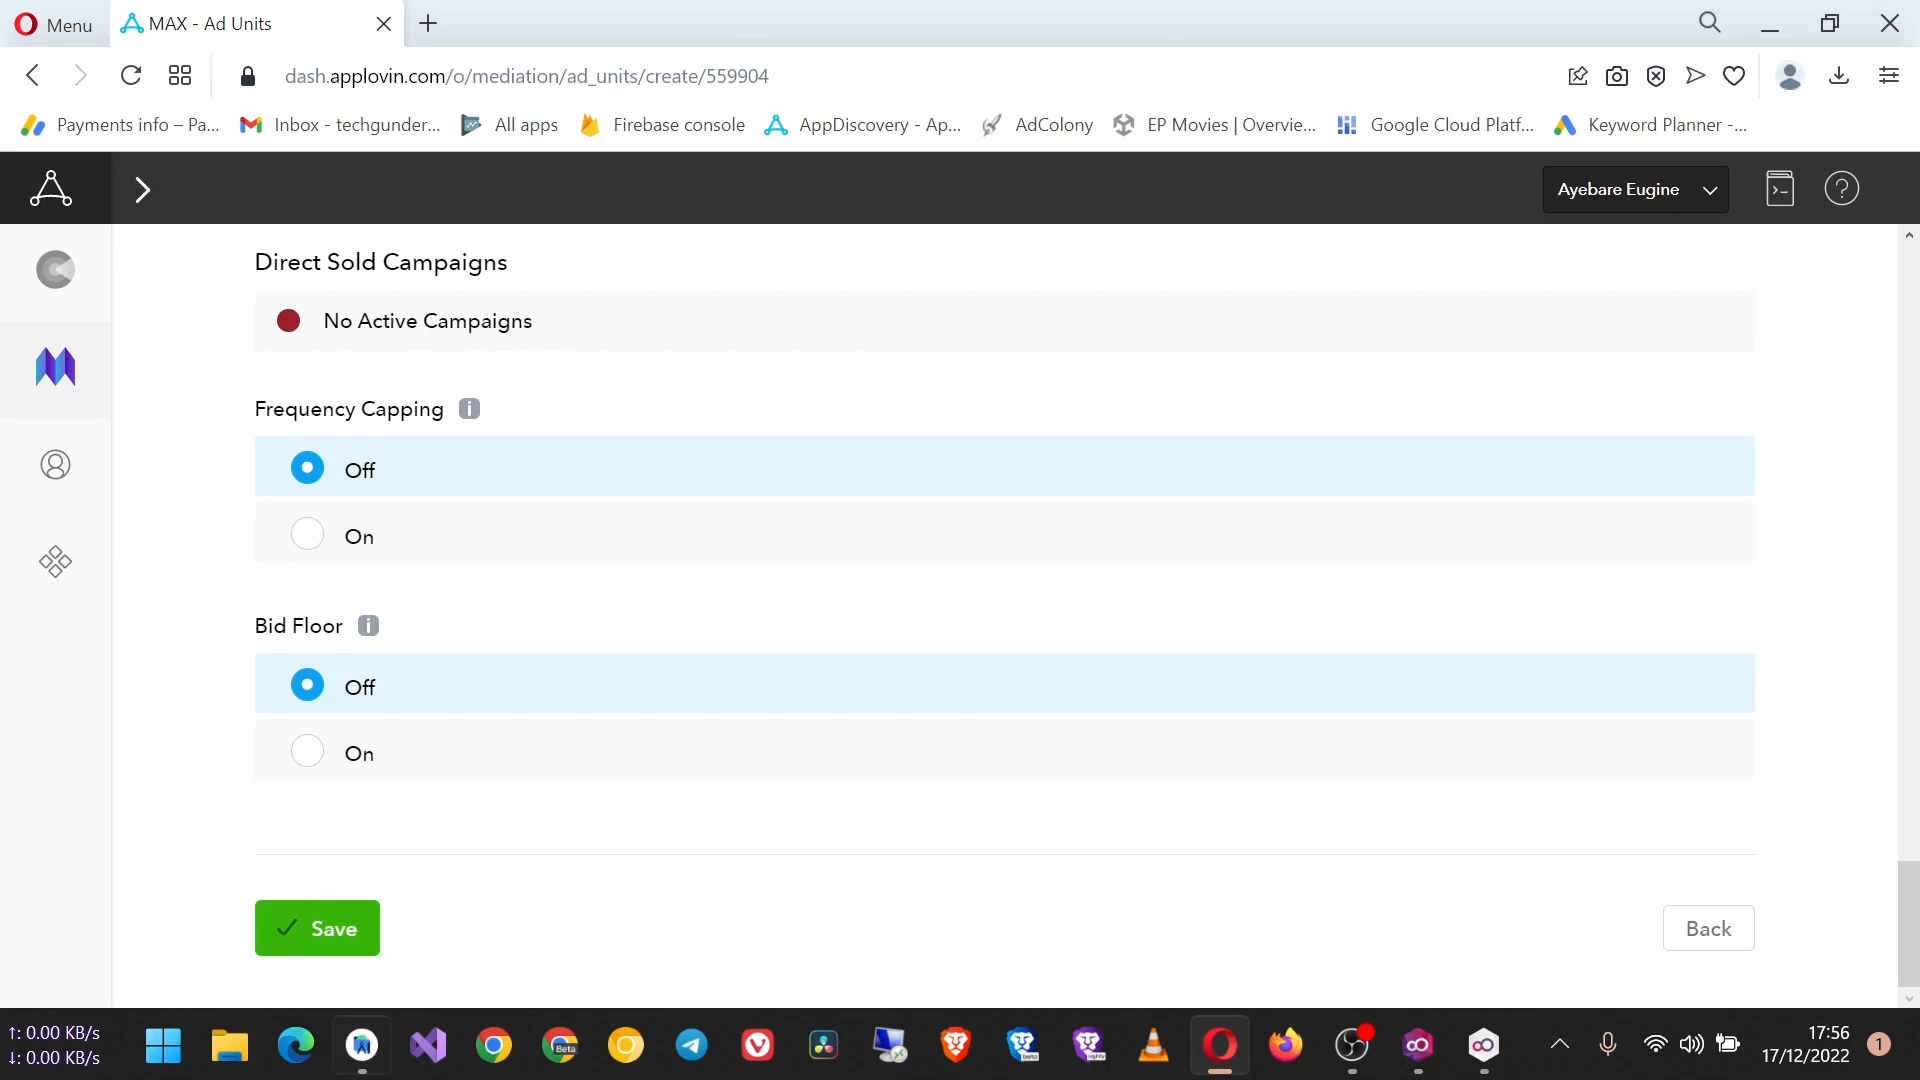 Menu
MAX - Ad Units
dash.applovin.com/o/mediation/ad_units/create/559904
Payments info – Pa...
Inbox - techgunder...
All apps
Firebase console
AppDiscovery - Ap...
AdColony
EP Movies | Overvie...
Google Cloud Platf...
Keyword Planner -...
Ayebare Eugine
Direct Sold Campaigns
No Active Campaigns
Frequency Capping
Off
On
Bid Floor
Off
On
Save
Back
↑: 0.00 KB/s
↓: 0.00 KB/s
Beta
beta
nightly
17:56
17/12/2022
1